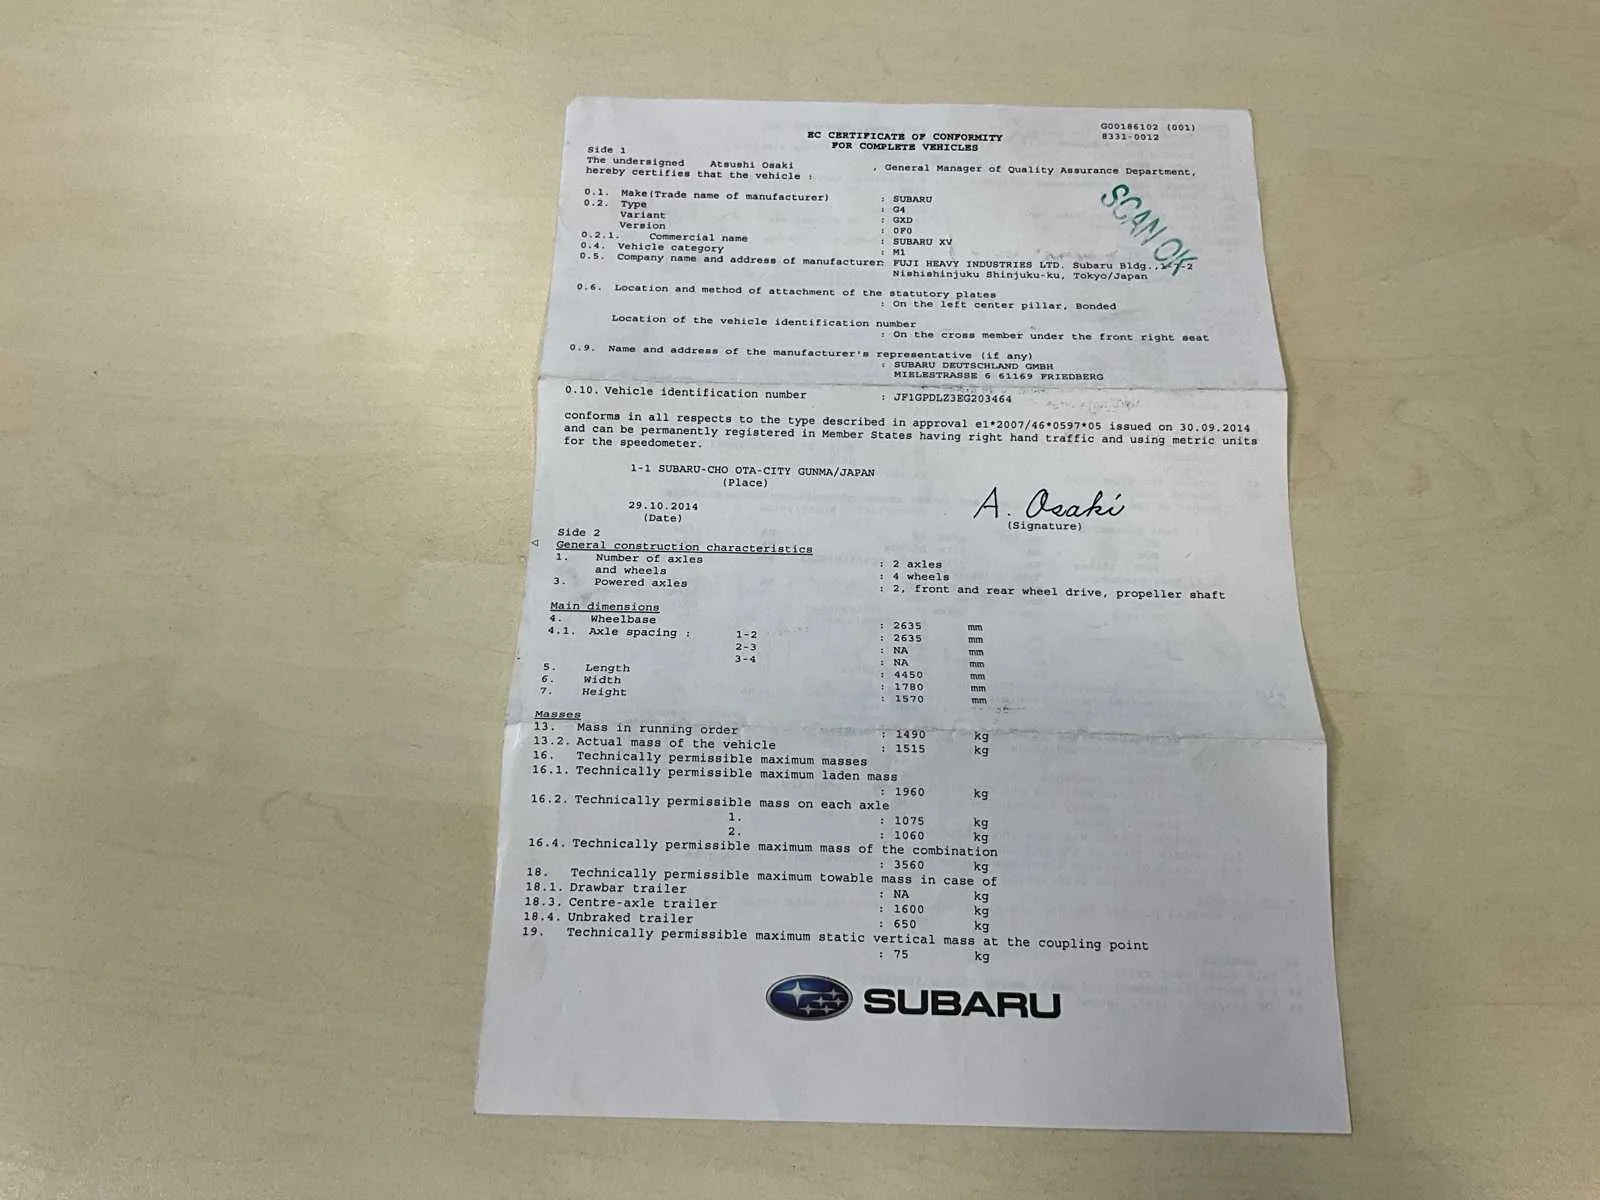 G00186102 (001)
8331-0012
EC CERTIFICATE OF CONFORMITY
FOR COMPLETE VEHICLES
Side 1
The undersigned Atsushi Osaki , General Manager of Quality Assurance Department,
hereby certifies that the vehicle :
SCAN OK
0.1. Make(Trade name of manufacturer) : SUBARU
0.2. Type : G4
Variant : GXD
Version : 0F0
0.2.1. Commercial name : SUBARU XV
0.4. Vehicle category : M1
0.5. Company name and address of manufacturer: FUJI HEAVY INDUSTRIES LTD. Subaru Bldg.,
Nishishinjuku Shinjuku-ku, Tokyo/Japan
0.6. Location and method of attachment of the statutory plates
: On the left center pillar, Bonded
Location of the vehicle identification number
: On the cross member under the front right seat
0.9. Name and address of the manufacturer's representative (if any)
: SUBARU DEUTSCHLAND GMBH
MIELESTRASSE 6 61169 FRIEDBERG
0.10. Vehicle identification number : JF1GPDLZ3EG203464
conforms in all respects to the type described in approval e1*2007/46*0597*05 issued on 30.09.2014
and can be permanently registered in Member States having right hand traffic and using metric units
for the speedometer.
1-1 SUBARU-CHO OTA-CITY GUNMA/JAPAN
(Place)
29.10.2014
(Date)
A. Osaki
(Signature)
Side 2
General construction characteristics
1. Number of axles : 2 axles
and wheels : 4 wheels
3. Powered axles : 2, front and rear wheel drive, propeller shaft
Main dimensions
4. Wheelbase : 2635 mm
4.1. Axle spacing : 1-2 : 2635 mm
2-3 : NA mm
3-4 : NA mm
5. Length : 4450 mm
6. Width : 1780 mm
7. Height : 1570 mm
Masses
13. Mass in running order : 1490 kg
13.2. Actual mass of the vehicle : 1515 kg
16. Technically permissible maximum masses
16.1. Technically permissible maximum laden mass
: 1960 kg
16.2. Technically permissible mass on each axle
1. : 1075 kg
2. : 1060 kg
16.4. Technically permissible maximum mass of the combination
: 3560 kg
18. Technically permissible maximum towable mass in case of
18.1. Drawbar trailer : NA kg
18.3. Centre-axle trailer : 1600 kg
18.4. Unbraked trailer : 650 kg
19. Technically permissible maximum static vertical mass at the coupling point
: 75 kg
SUBARU